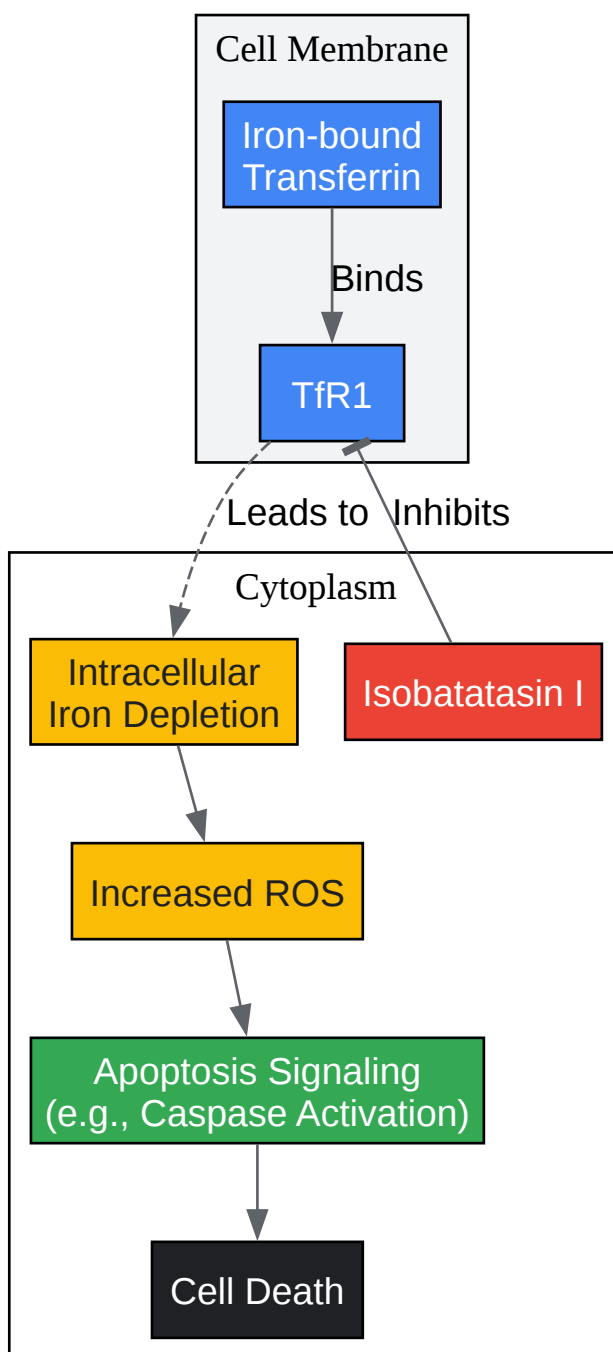 Cell Membrane
Iron-bound
Transferrin
Binds
TfR1
Leads to
Inhibits
Cytoplasm
Intracellular
Iron Depletion
Isobatatasin I
Increased ROS
Apoptosis Signaling
(e.g., Caspase Activation)
Cell Death